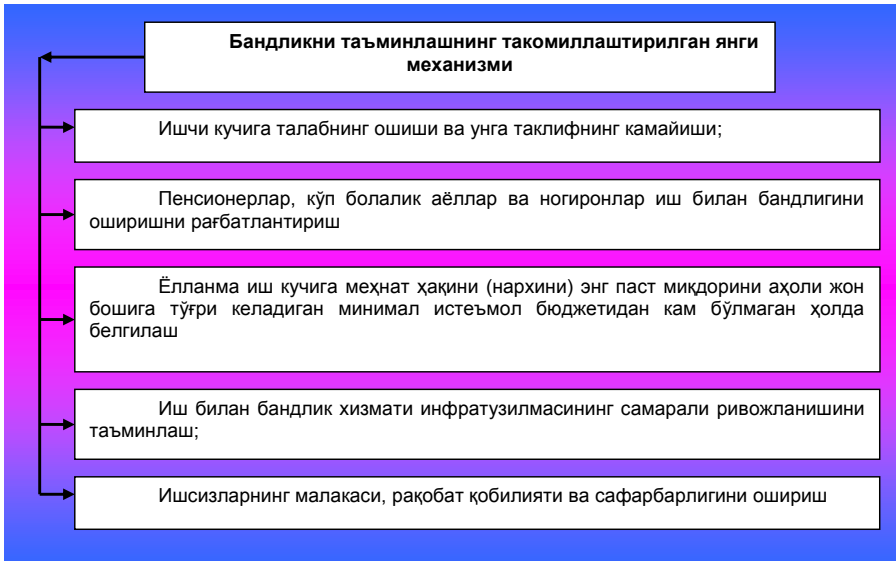 Бандликни таъминлашнинг такомиллаштирилган янги
механизми
Ишчи кучига талабнинг ошиши ва унга таклифнинг камайиши;
Пенсионерлар, кўп болалик аёллар ва ногиронлар иш билан бандлигини
оширишни рағбатлантириш
Ёлланма иш кучига меҳнат ҳақини (нархини) энг паст миқдорини аҳоли жон
бошига тўғри келадиган минимал истеъмол бюджетидан кам бўлмаган ҳолда
белгилаш
Иш билан бандлик хизмати инфратузилмасининг самарали ривожланишини
таъминлаш;
Ишсизларнинг малакаси, рақобат қобилияти ва сафарбарлигини ошириш